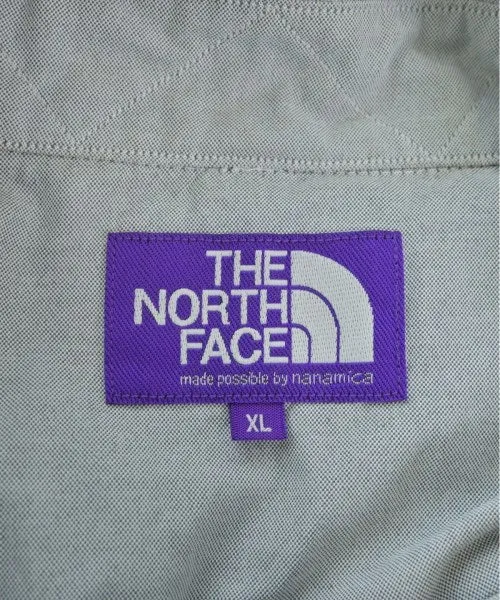 THE
NORTH
FACE
made possible by nanamica
XL